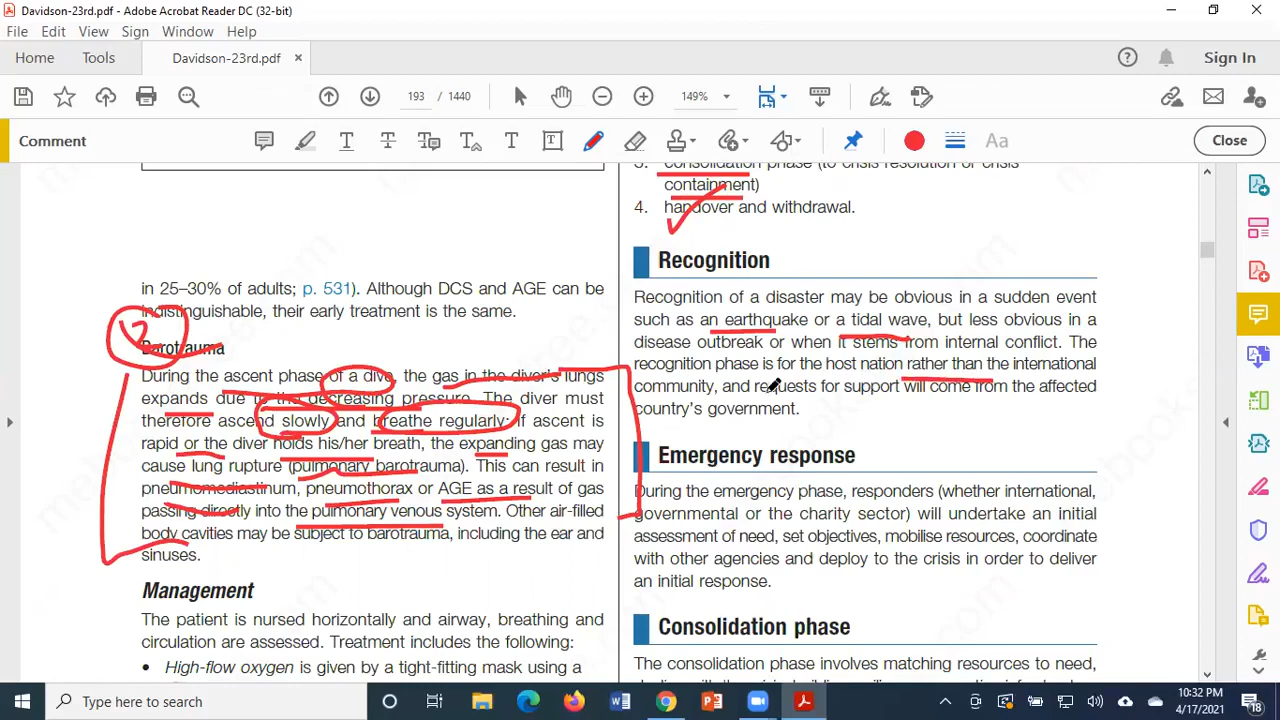 Davidson-23rd.pdf - Adobe Acrobat Reader DC (32-bit)
File Edit View Sign Window Help
Home Tools Davidson-23rd.pdf × Sign In
193 / 1440 149%
Comment Close
in 25–30% of adults; p. 531). Although DCS and AGE can be
indistinguishable, their early treatment is the same.
2
Barotrauma
During the ascent phase of a dive, the gas in the diver's lungs
expands due to the decreasing pressure. The diver must
therefore ascend slowly and breathe regularly; if ascent is
rapid or the diver holds his/her breath, the expanding gas may
cause lung rupture (pulmonary barotrauma). This can result in
pneumomediastinum, pneumothorax or AGE as a result of gas
passing directly into the pulmonary venous system. Other air-filled
body cavities may be subject to barotrauma, including the ear and
sinuses.
Management
The patient is nursed horizontally and airway, breathing and
circulation are assessed. Treatment includes the following:
• High-flow oxygen is given by a tight-fitting mask using a
3. consolidation phase (to crisis resolution or crisis
containment)
4. handover and withdrawal.
Recognition
Recognition of a disaster may be obvious in a sudden event
such as an earthquake or a tidal wave, but less obvious in a
disease outbreak or when it stems from internal conflict. The
recognition phase is for the host nation rather than the international
community, and requests for support will come from the affected
country's government.
Emergency response
During the emergency phase, responders (whether international,
governmental or the charity sector) will undertake an initial
assessment of need, set objectives, mobilise resources, coordinate
with other agencies and deploy to the crisis in order to deliver
an initial response.
Consolidation phase
The consolidation phase involves matching resources to need,
Type here to search
10:32 PM
4/17/2021
18